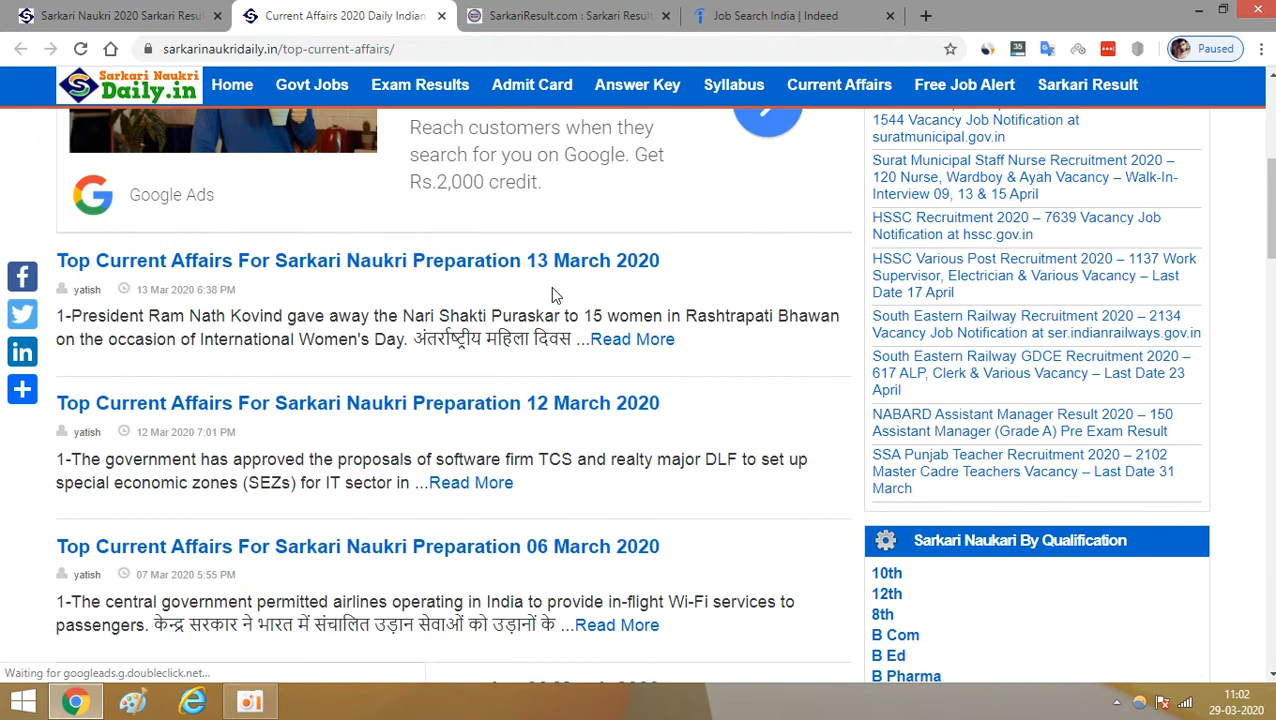 Sarkari Naukri 2020 Sarkari Resul
Current Affairs 2020 Daily Indian
SarkariResult.com : Sarkari Result
Job Search India | Indeed
sarkarinaukridaily.in/top-current-affairs/
35
Paused
Sarkari Naukri
Daily.in
Home
Govt Jobs
Exam Results
Admit Card
Answer Key
Syllabus
Current Affairs
Free Job Alert
Sarkari Result
Reach customers when they
search for you on Google. Get
Rs.2,000 credit.
Google Ads
Top Current Affairs For Sarkari Naukri Preparation 13 March 2020
yatish 13 Mar 2020 6:38 PM
1-President Ram Nath Kovind gave away the Nari Shakti Puraskar to 15 women in Rashtrapati Bhawan
on the occasion of International Women's Day. अंतर्राष्ट्रीय महिला दिवस ...Read More
Top Current Affairs For Sarkari Naukri Preparation 12 March 2020
yatish 12 Mar 2020 7:01 PM
1-The government has approved the proposals of software firm TCS and realty major DLF to set up
special economic zones (SEZs) for IT sector in ...Read More
Top Current Affairs For Sarkari Naukri Preparation 06 March 2020
yatish 07 Mar 2020 5:55 PM
1-The central government permitted airlines operating in India to provide in-flight Wi-Fi services to
passengers. केन्द्र सरकार ने भारत में संचालित उड़ान सेवाओं को उड़ानों के ...Read More
1544 Vacancy Job Notification at
suratmunicipal.gov.in
Surat Municipal Staff Nurse Recruitment 2020 –
120 Nurse, Wardboy & Ayah Vacancy – Walk-In-
Interview 09, 13 & 15 April
HSSC Recruitment 2020 – 7639 Vacancy Job
Notification at hssc.gov.in
HSSC Various Post Recruitment 2020 – 1137 Work
Supervisor, Electrician & Various Vacancy – Last
Date 17 April
South Eastern Railway Recruitment 2020 – 2134
Vacancy Job Notification at ser.indianrailways.gov.in
South Eastern Railway GDCE Recruitment 2020 –
617 ALP, Clerk & Various Vacancy – Last Date 23
April
NABARD Assistant Manager Result 2020 – 150
Assistant Manager (Grade A) Pre Exam Result
SSA Punjab Teacher Recruitment 2020 – 2102
Master Cadre Teachers Vacancy – Last Date 31
March
Sarkari Naukari By Qualification
10th
12th
8th
B Com
B Ed
B Pharma
Waiting for googleads.g.doubleclick.net...
11:02
29-03-2020